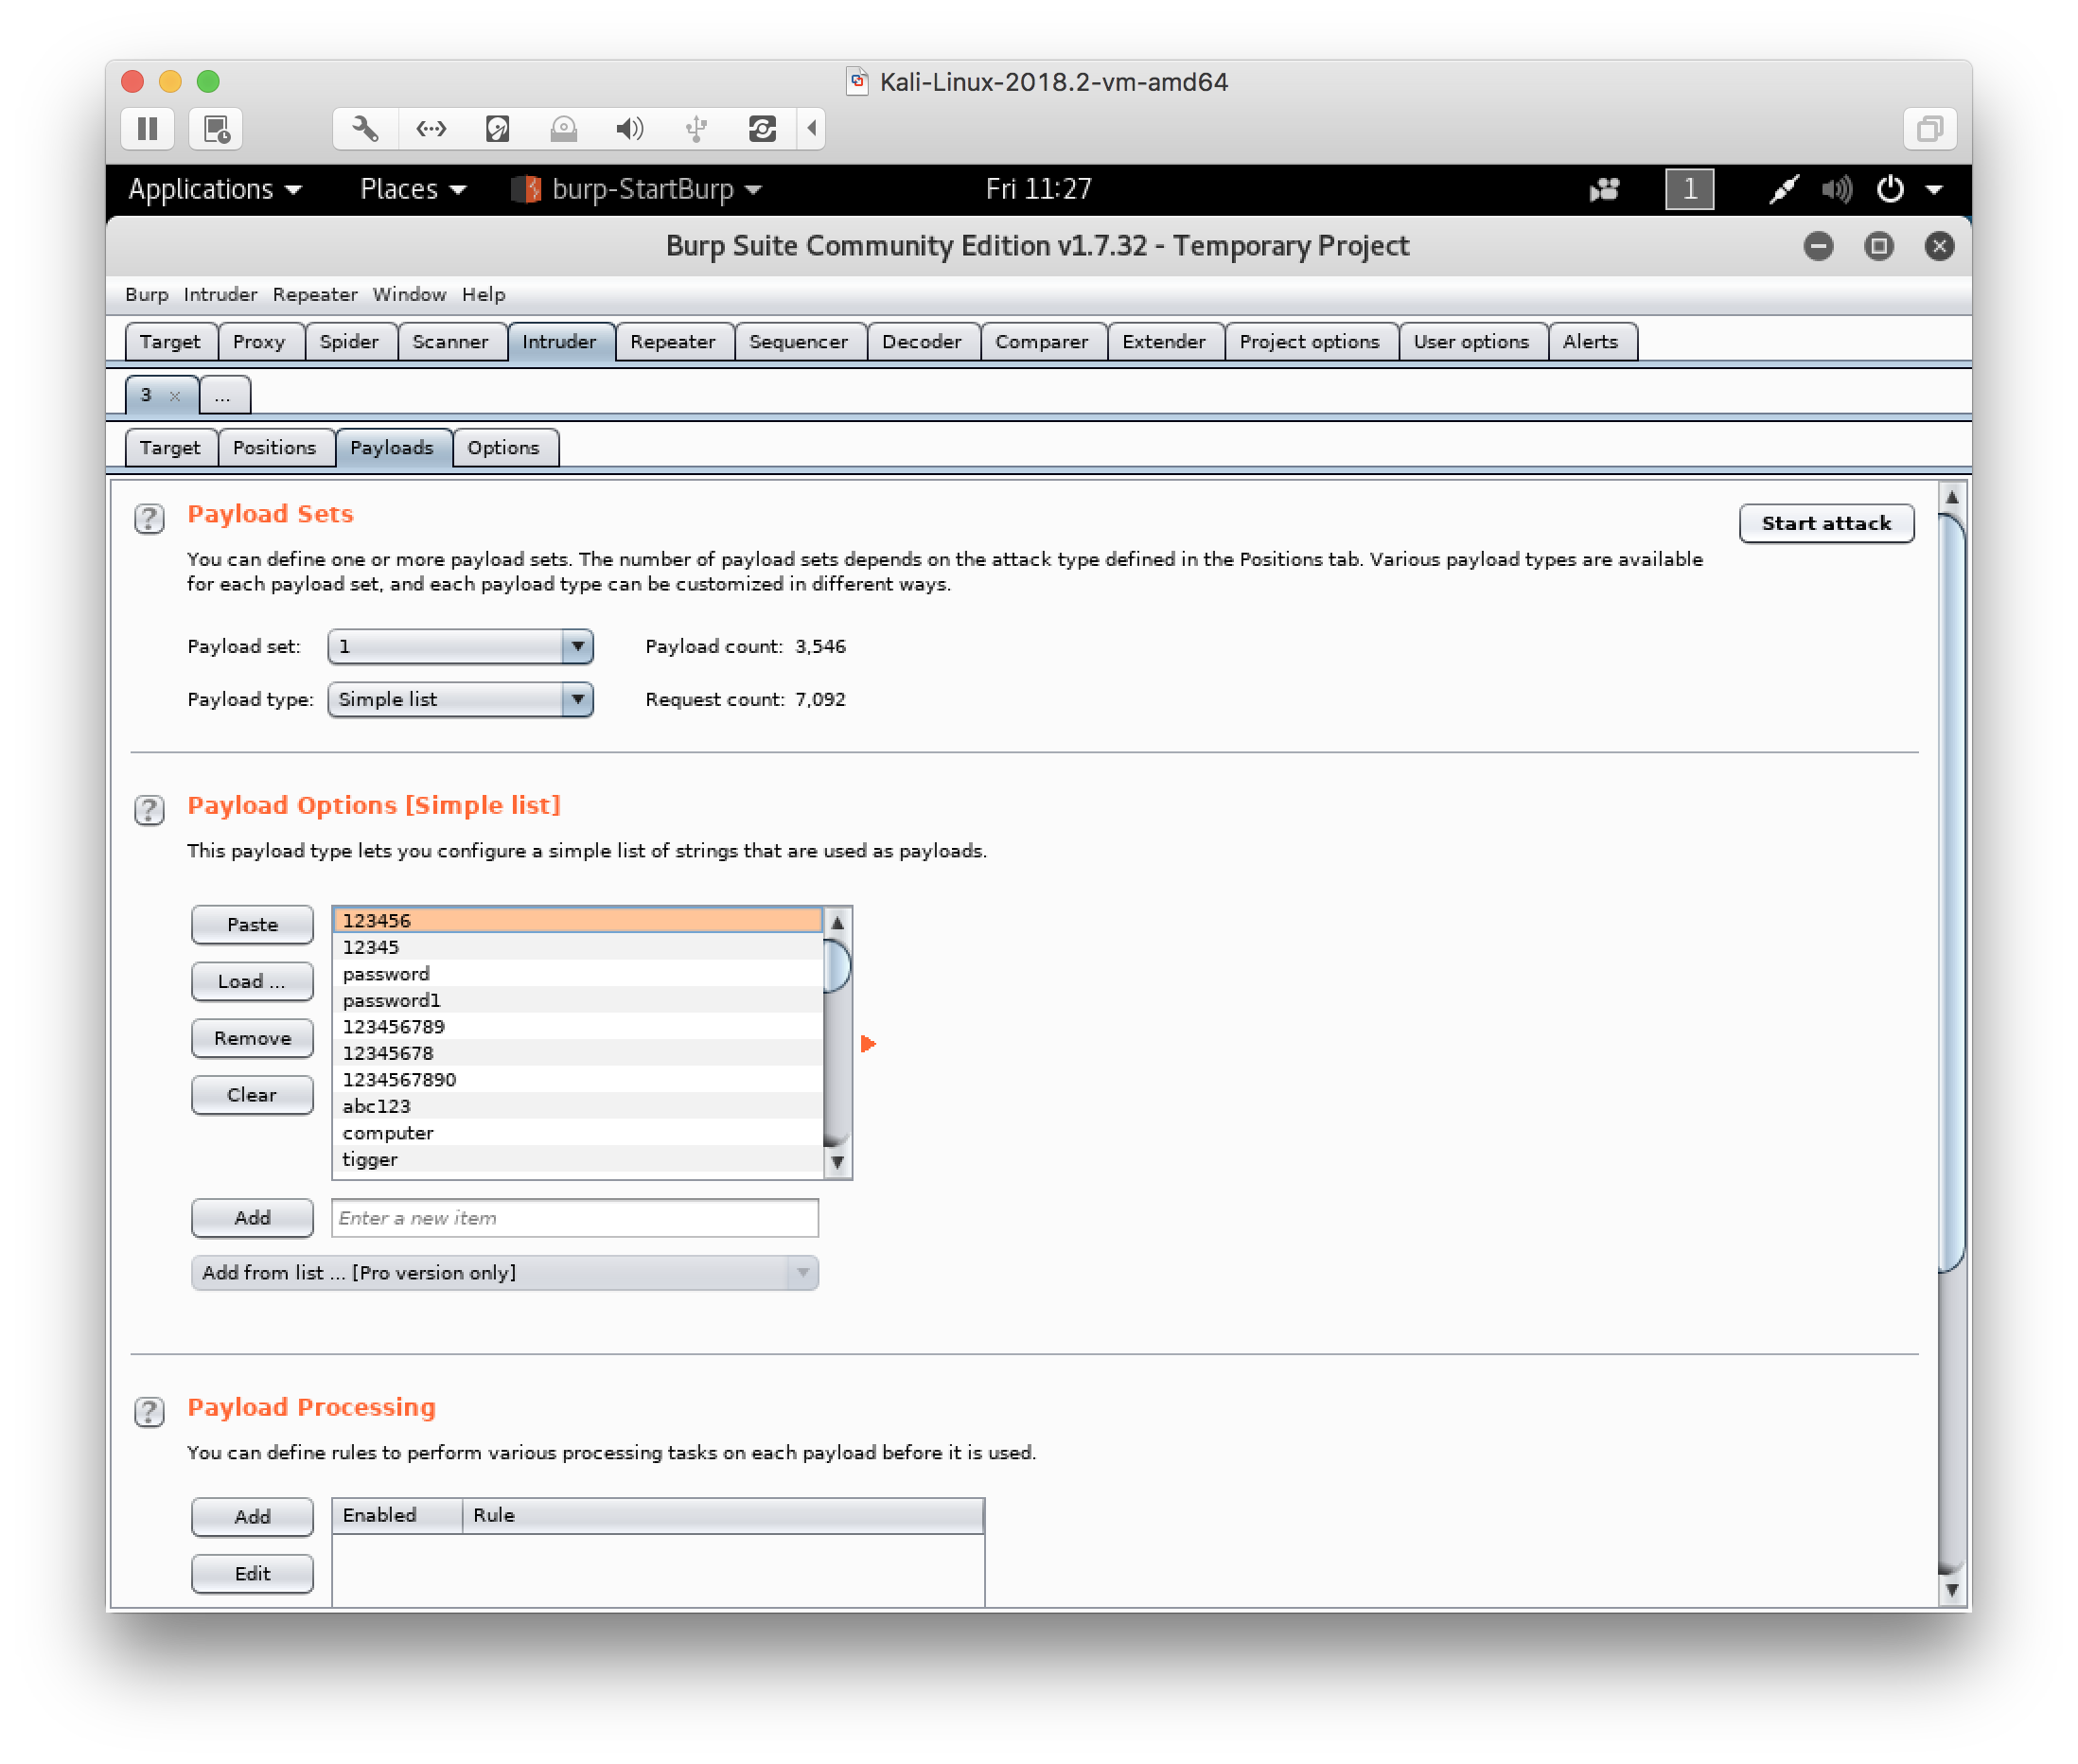 Kali-Linux-2018.2-vm-amd64
Applications Places burp-StartBurp Fri 11:27 1
Burp Suite Community Edition v1.7.32 - Temporary Project
Burp Intruder Repeater Window Help
Target Proxy Spider Scanner Intruder Repeater Sequencer Decoder Comparer Extender Project options User options Alerts
3 × ...
Target Positions Payloads Options
? Payload Sets
Start attack
You can define one or more payload sets. The number of payload sets depends on the attack type defined in the Positions tab. Various payload types are available
for each payload set, and each payload type can be customized in different ways.
Payload set: 1 Payload count: 3,546
Payload type: Simple list Request count: 7,092
? Payload Options [Simple list]
This payload type lets you configure a simple list of strings that are used as payloads.
Paste
Load ...
Remove
Clear
123456
12345
password
password1
123456789
12345678
1234567890
abc123
computer
tigger
Add Enter a new item
Add from list ... [Pro version only]
? Payload Processing
You can define rules to perform various processing tasks on each payload before it is used.
Add Enabled Rule
Edit